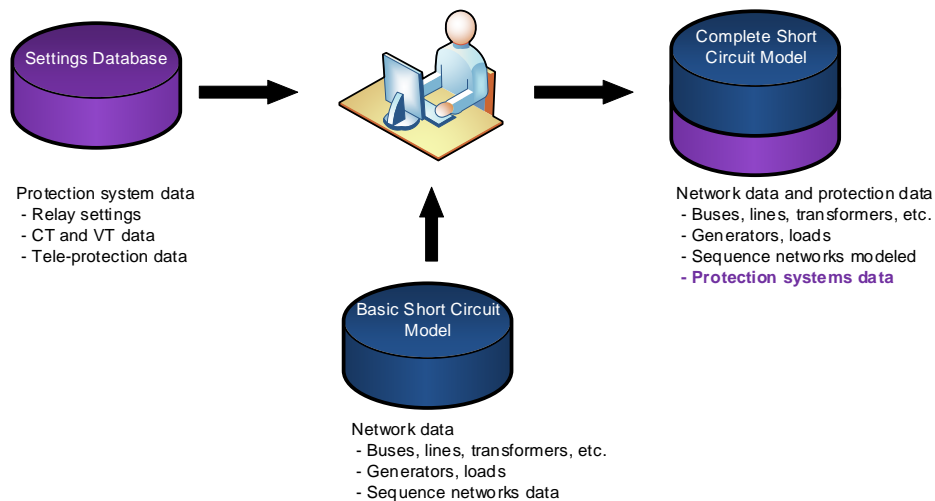 Settings Database
Protection system data
- Relay settings
- CT and VT data
- Tele-protection data
Complete Short
Circuit Model
Network data and protection data
- Buses, lines, transformers, etc.
- Generators, loads
- Sequence networks modeled
- Protection systems data
Basic Short Circuit
Model
Network data
- Buses, lines, transformers, etc.
- Generators, loads
- Sequence networks data